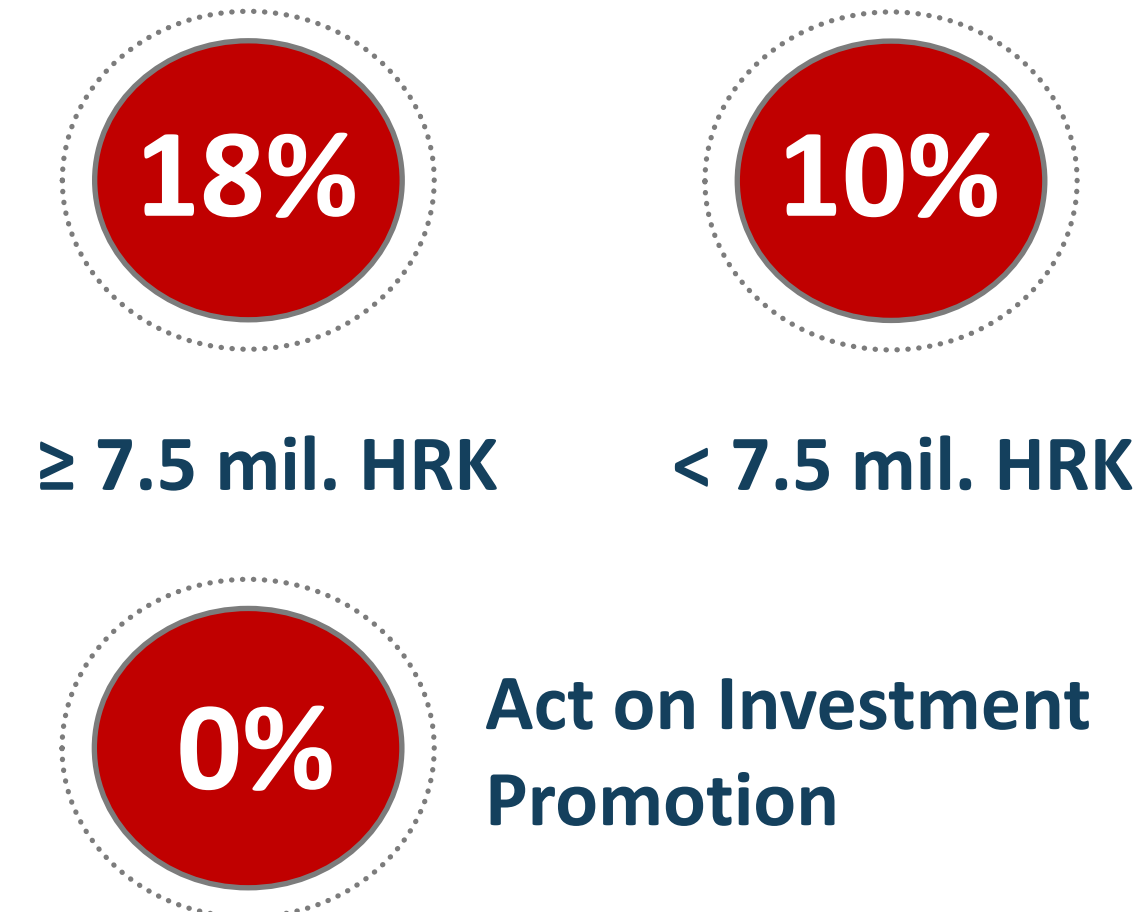 18%
10%
≥ 7.5 mil. HRK
< 7.5 mil. HRK
0%
Act on Investment
Promotion